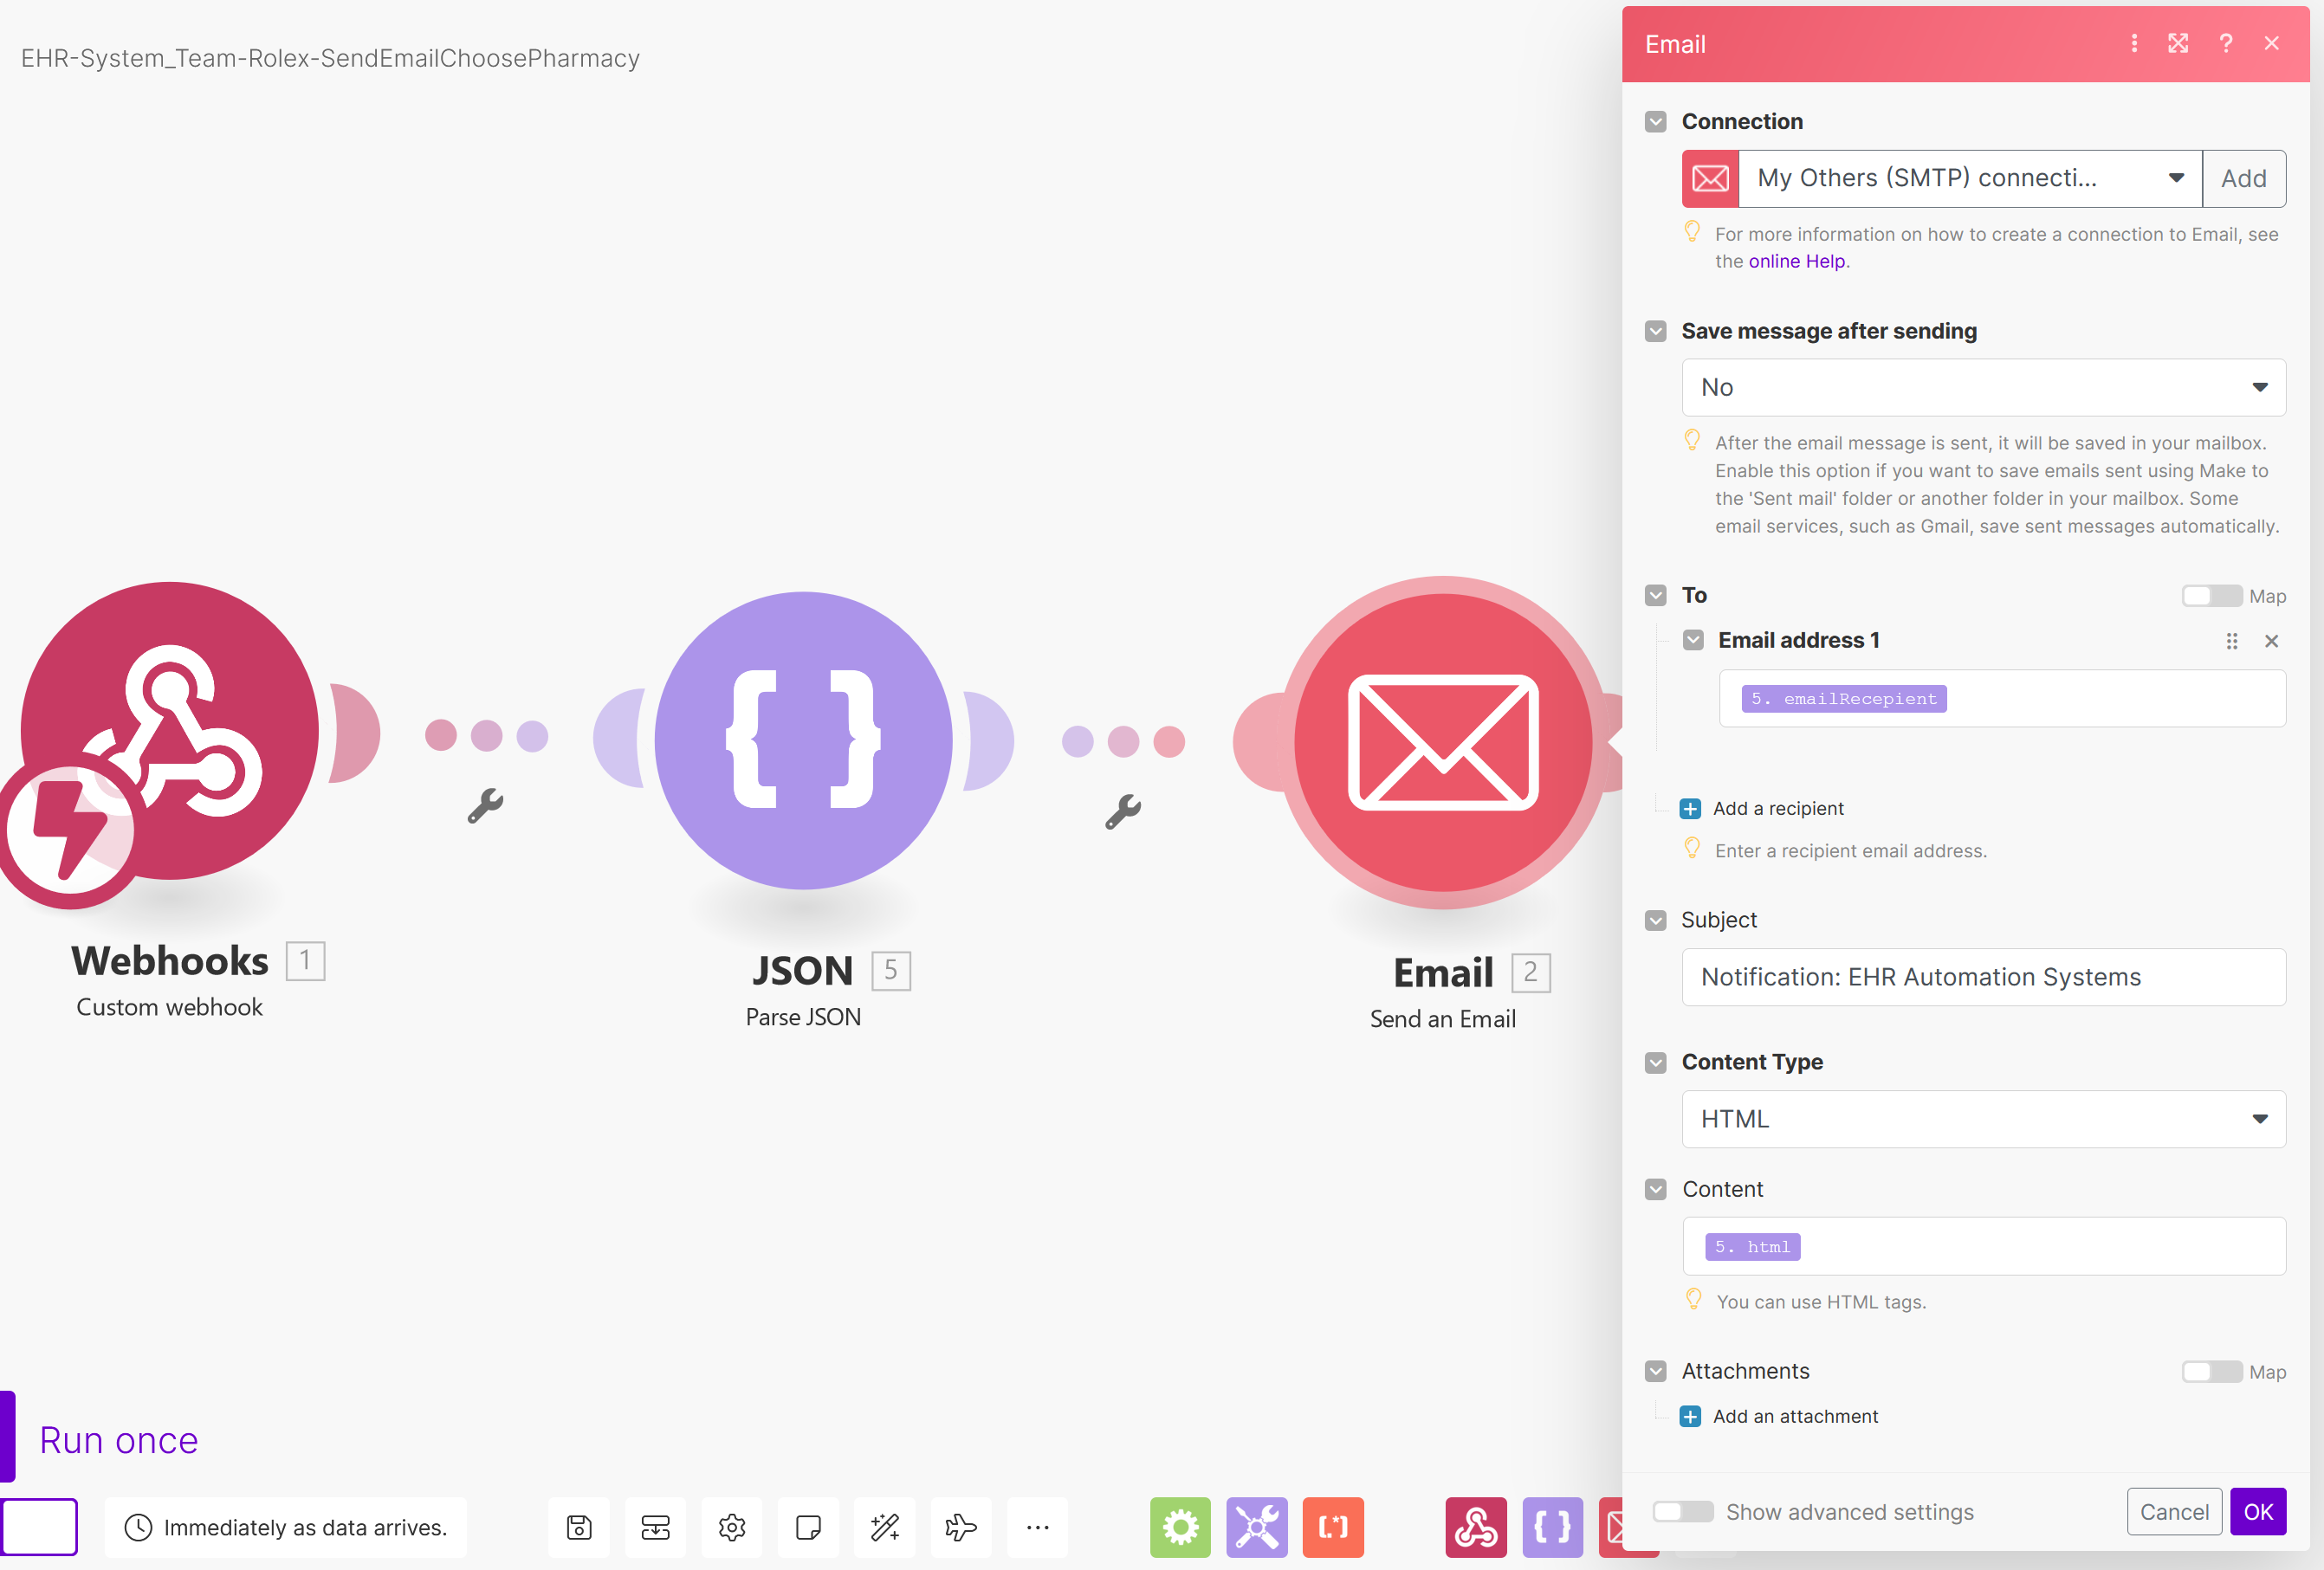 EHR-System_Team-Rolex-SendEmailChoosePharmacy
Webhooks 1
Custom webhook
JSON 5
Parse JSON
Email 2
Send an Email
Run once
Immediately as data arrives.
Email
Connection
My Others (SMTP) connecti...
Add
For more information on how to create a connection to Email, see
the online Help.
Save message after sending
No
After the email message is sent, it will be saved in your mailbox.
Enable this option if you want to save emails sent using Make to
the 'Sent mail' folder or another folder in your mailbox. Some
email services, such as Gmail, save sent messages automatically.
To
Map
Email address 1
5. emailRecepient
Add a recipient
Enter a recipient email address.
Subject
Notification: EHR Automation Systems
Content Type
HTML
Content
5. html
You can use HTML tags.
Attachments
Map
Add an attachment
Show advanced settings
Cancel
OK